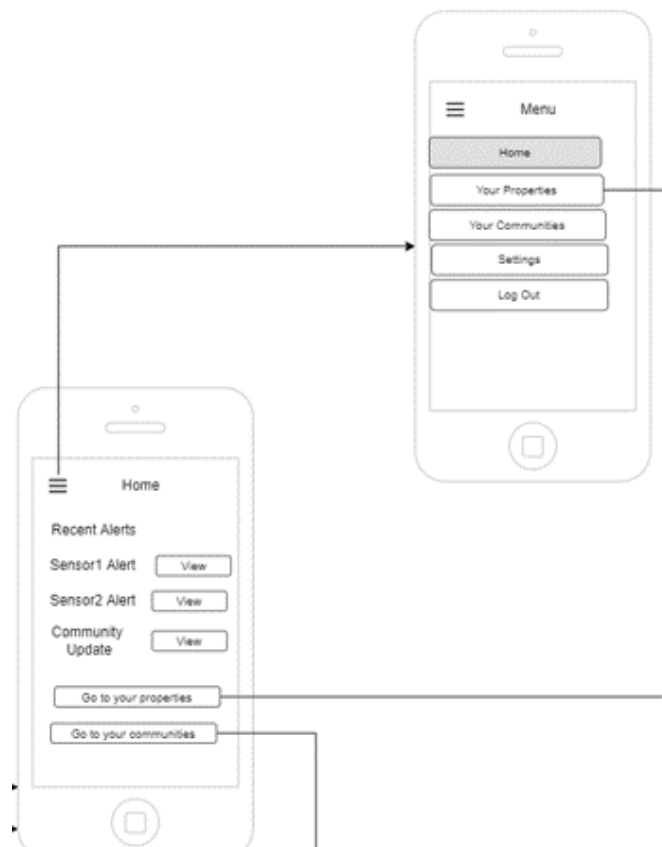 Menu
Home
Your Properties
Your Communities
Settings
Log Out
Home
Recent Alerts
Sensor1 Alert View
Sensor2 Alert View
Community
Update View
Go to your properties
Go to your communities